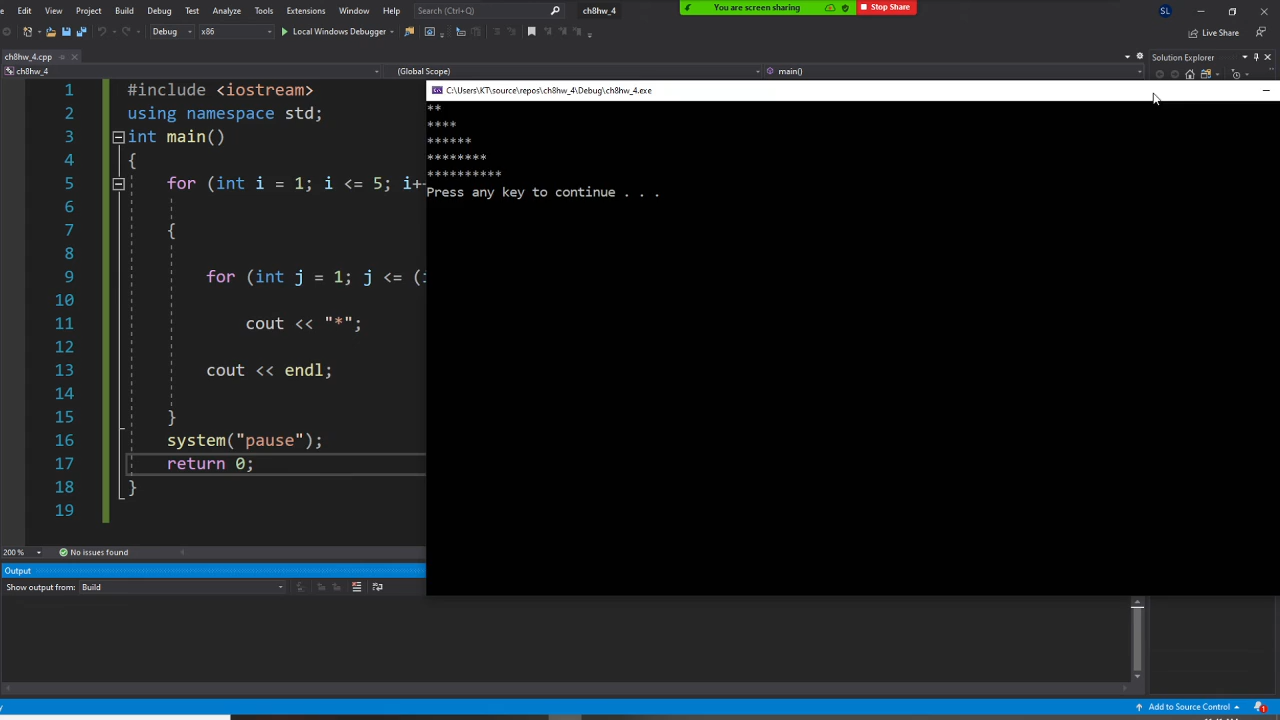 Edit View Project Build Debug Test Analyze Tools Extensions Window Help Search (Ctrl+Q) ch8hw_4 You are screen sharing Stop Share SL
Debug x86 Local Windows Debugger Live Share
ch8hw_4.cpp Solution Explorer
ch8hw_4 (Global Scope) main()
C:\Users\KT\source\repos\ch8hw_4\Debug\ch8hw_4.exe
1 #include <iostream>
2 using namespace std;
3 int main()
4 {
5 for (int i = 1; i <= 5; i++
6
7 {
8
9 for (int j = 1; j <= (i
10
11 cout << "*";
12
13 cout << endl;
14
15 }
16 system("pause");
17 return 0;
18 }
19
**
****
******
********
**********
Press any key to continue . . .
200 % No issues found
Output
Show output from: Build
Add to Source Control 1